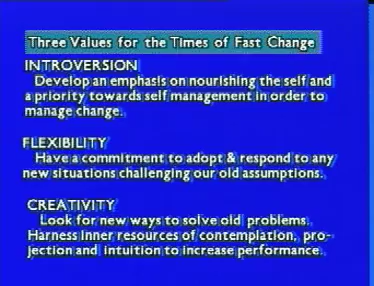 Three Values for the Times of Fast Change
INTROVERSION
Develop an emphasis on nourishing the self and
a priority towards self management in order to
manage change.
FLEXIBILITY
Have a commitment to adopt & respond to any
new situations challenging our old assumptions.
CREATIVITY
Look for new ways to solve old problems.
Harness inner resources of contemplation, pro-
jection and intuition to increase performance.